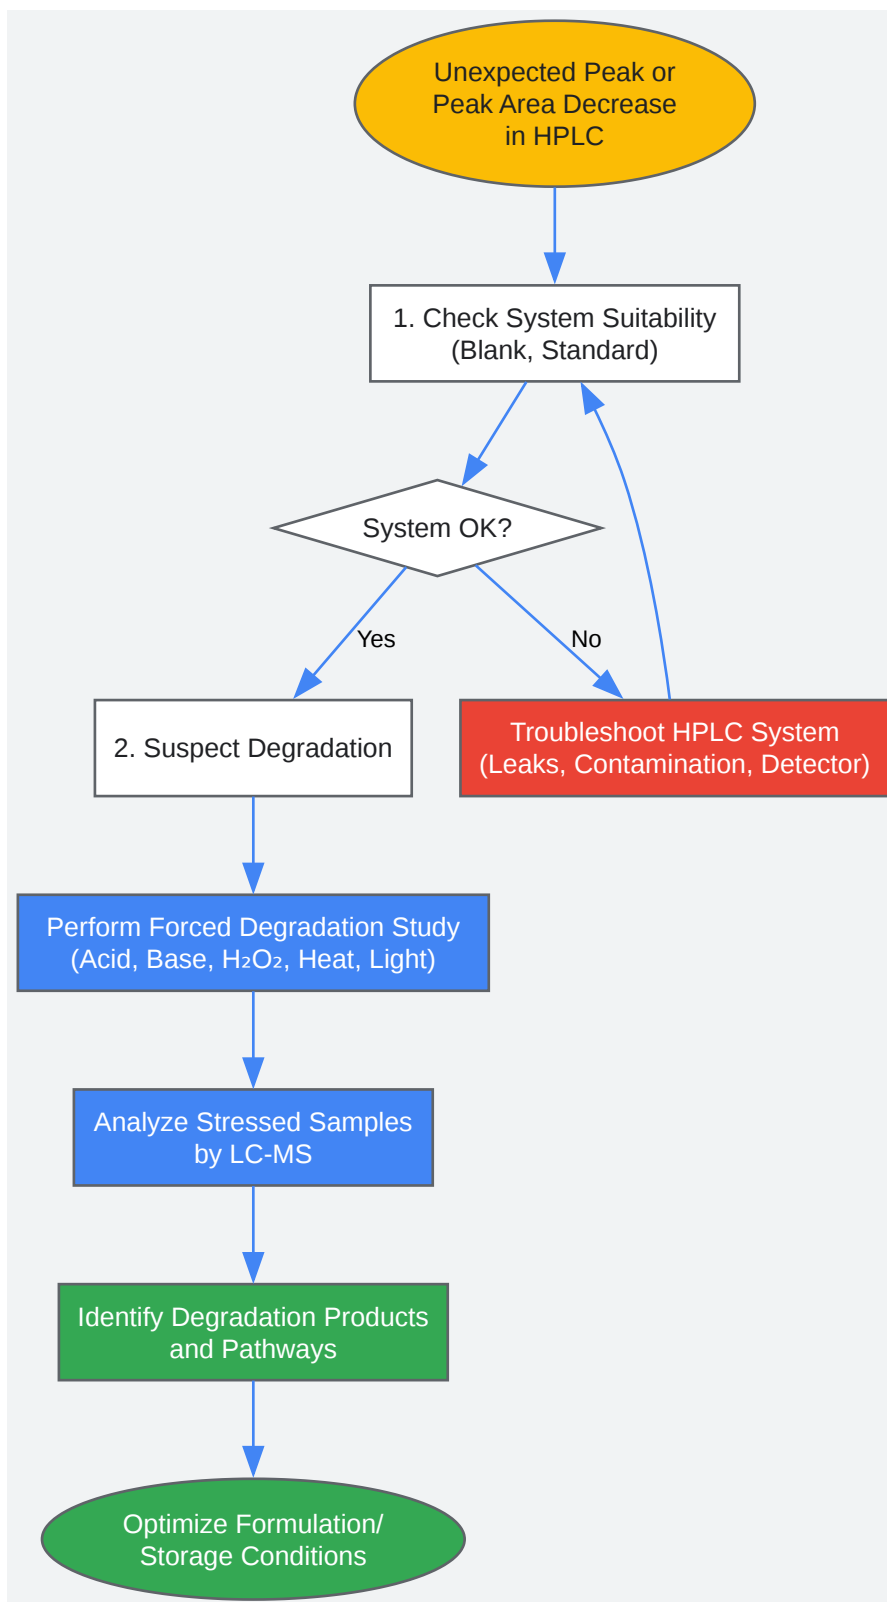 Unexpected Peak or
Peak Area Decrease
in HPLC
1. Check System Suitability
(Blank, Standard)
System OK?
Yes
No
2. Suspect Degradation
Troubleshoot HPLC System
(Leaks, Contamination, Detector)
Perform Forced Degradation Study
(Acid, Base, H₂O₂, Heat, Light)
Analyze Stressed Samples
by LC-MS
Identify Degradation Products
and Pathways
Optimize Formulation/
Storage Conditions